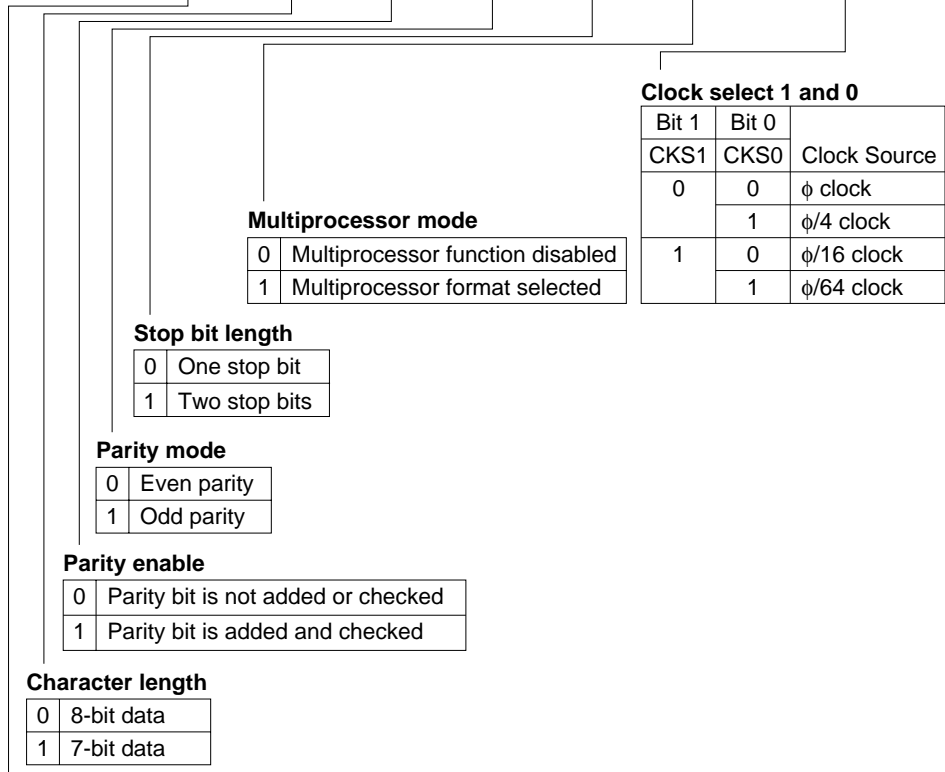 Clock select 1 and 0
Bit 1 Bit 0
CKS1 CKS0 Clock Source
0 0 ϕ clock
1 ϕ/4 clock
1 0 ϕ/16 clock
1 ϕ/64 clock
Multiprocessor mode
0 Multiprocessor function disabled
1 Multiprocessor format selected
Stop bit length
0 One stop bit
1 Two stop bits
Parity mode
0 Even parity
1 Odd parity
Parity enable
0 Parity bit is not added or checked
1 Parity bit is added and checked
Character length
0 8-bit data
1 7-bit data